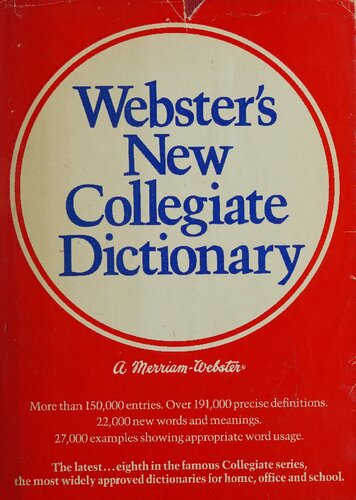 Webster's
New
Collegiate
Dictionary
a Merriam-Webster®
More than 150,000 entries. Over 191,000 precise definitions.
22,000 new words and meanings.
27,000 examples showing appropriate word usage.
The latest...eighth in the famous Collegiate series,
the most widely approved dictionaries for home, office and school.